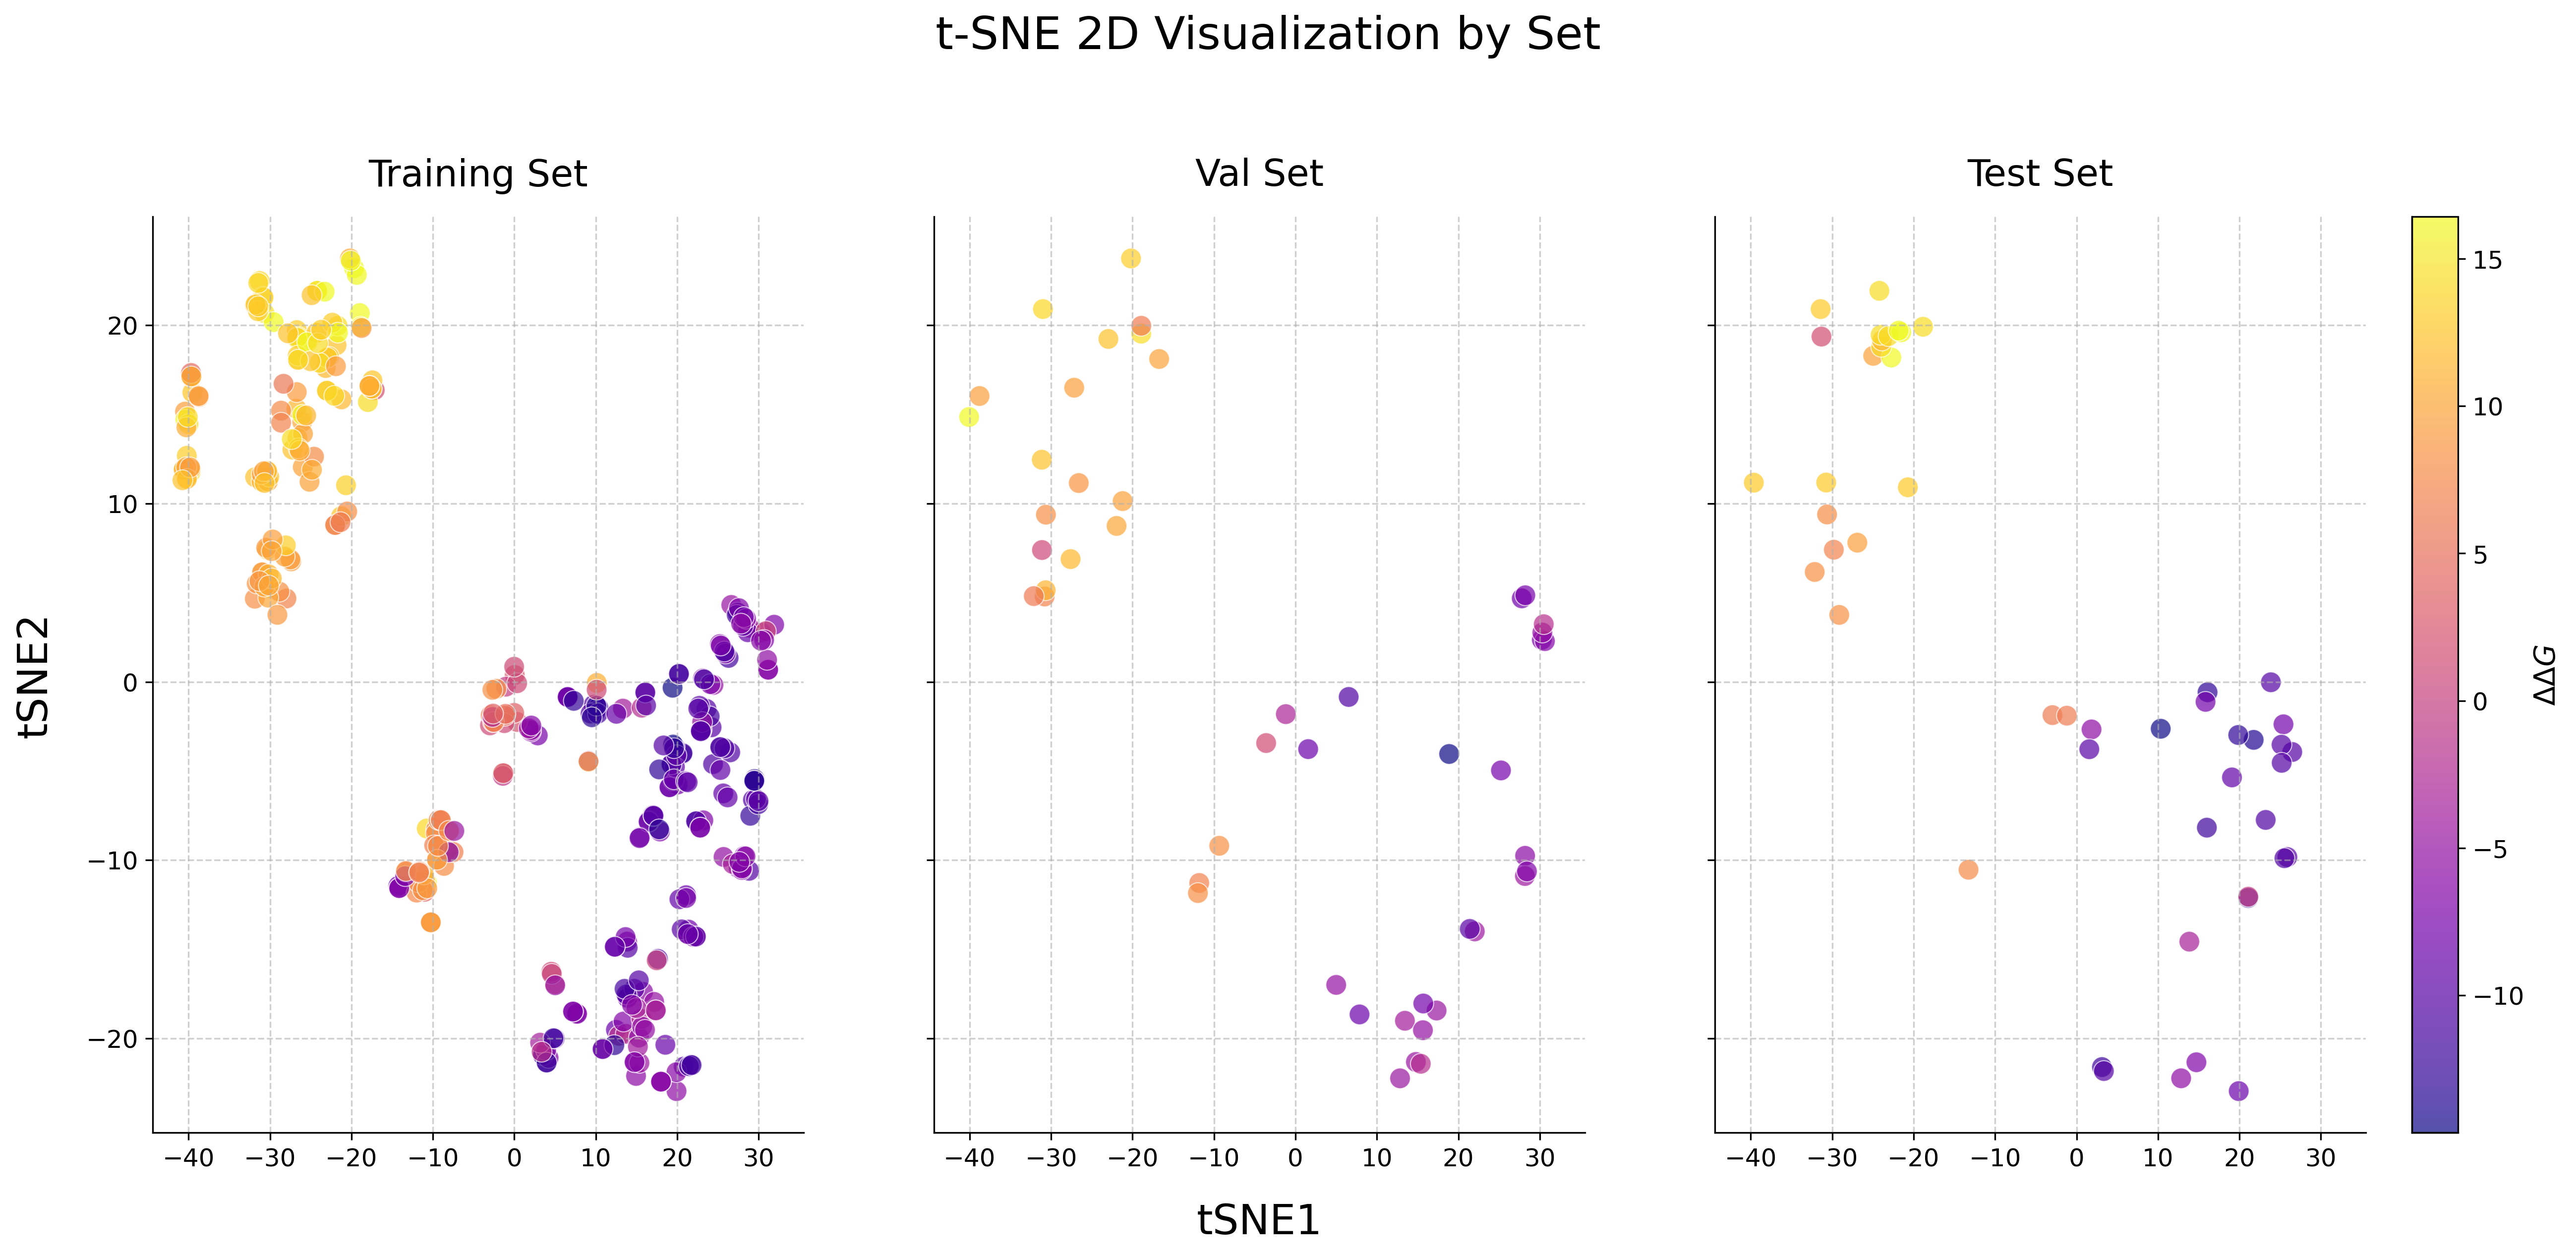 t-SNE 2D Visualization by Set
Training Set
Val Set
Test Set
tSNE2
20
10
0
−10
−20
−40 −30 −20 −10 0 10 20 30
−40 −30 −20 −10 0 10 20 30
−40 −30 −20 −10 0 10 20 30
tSNE1
15
10
5
0
−5
−10
ΔΔG